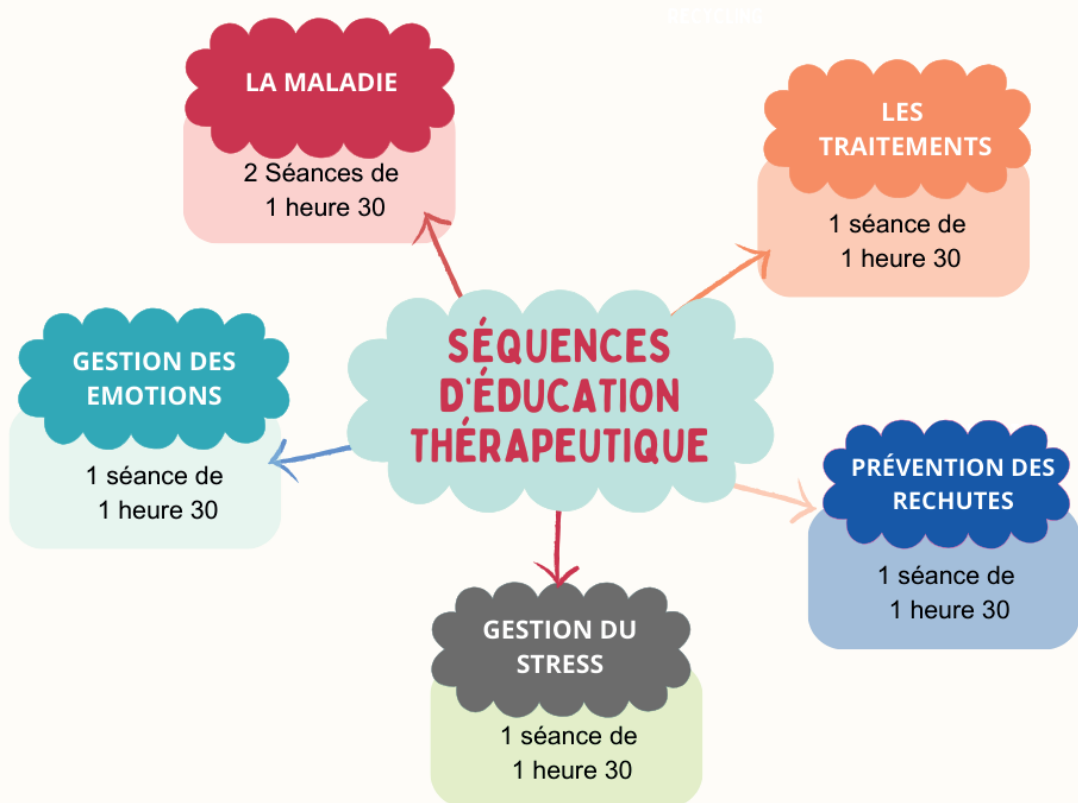 RECYCLING
LA MALADIE
2 Séances de
1 heure 30
LES
TRAITEMENTS
1 séance de
1 heure 30
SÉQUENCES
D'ÉDUCATION
THÉRAPEUTIQUE
GESTION DES
EMOTIONS
1 séance de
1 heure 30
PRÉVENTION DES
RECHUTES
1 séance de
1 heure 30
GESTION DU
STRESS
1 séance de
1 heure 30